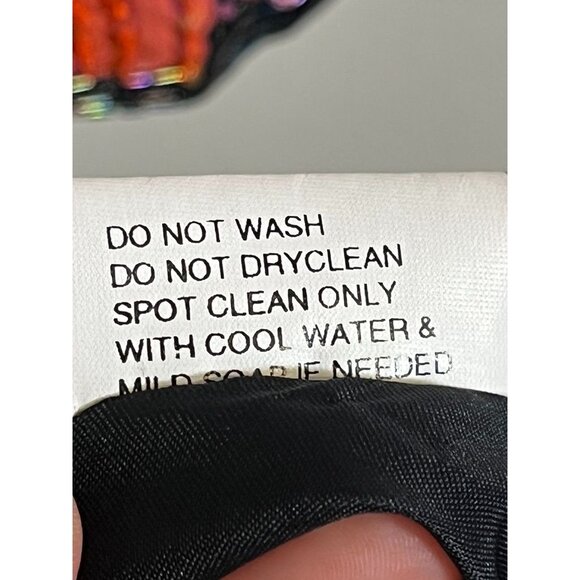 DO NOT WASH
DO NOT DRYCLEAN
SPOT CLEAN ONLY
WITH COOL WATER &
MILD SOAP IF NEEDED